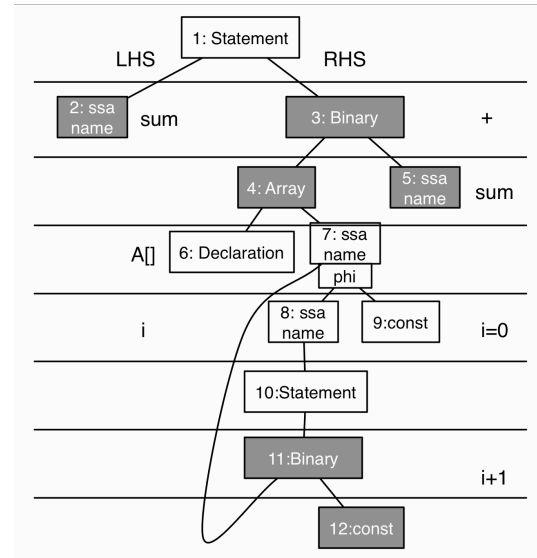 1: Statement
LHS
RHS
2: ssa
name
sum
3: Binary
+
4: Array
5: ssa
name
sum
A[]
6: Declaration
7: ssa
name
phi
i
8: ssa
name
9:const
i=0
10:Statement
11:Binary
i+1
12:const